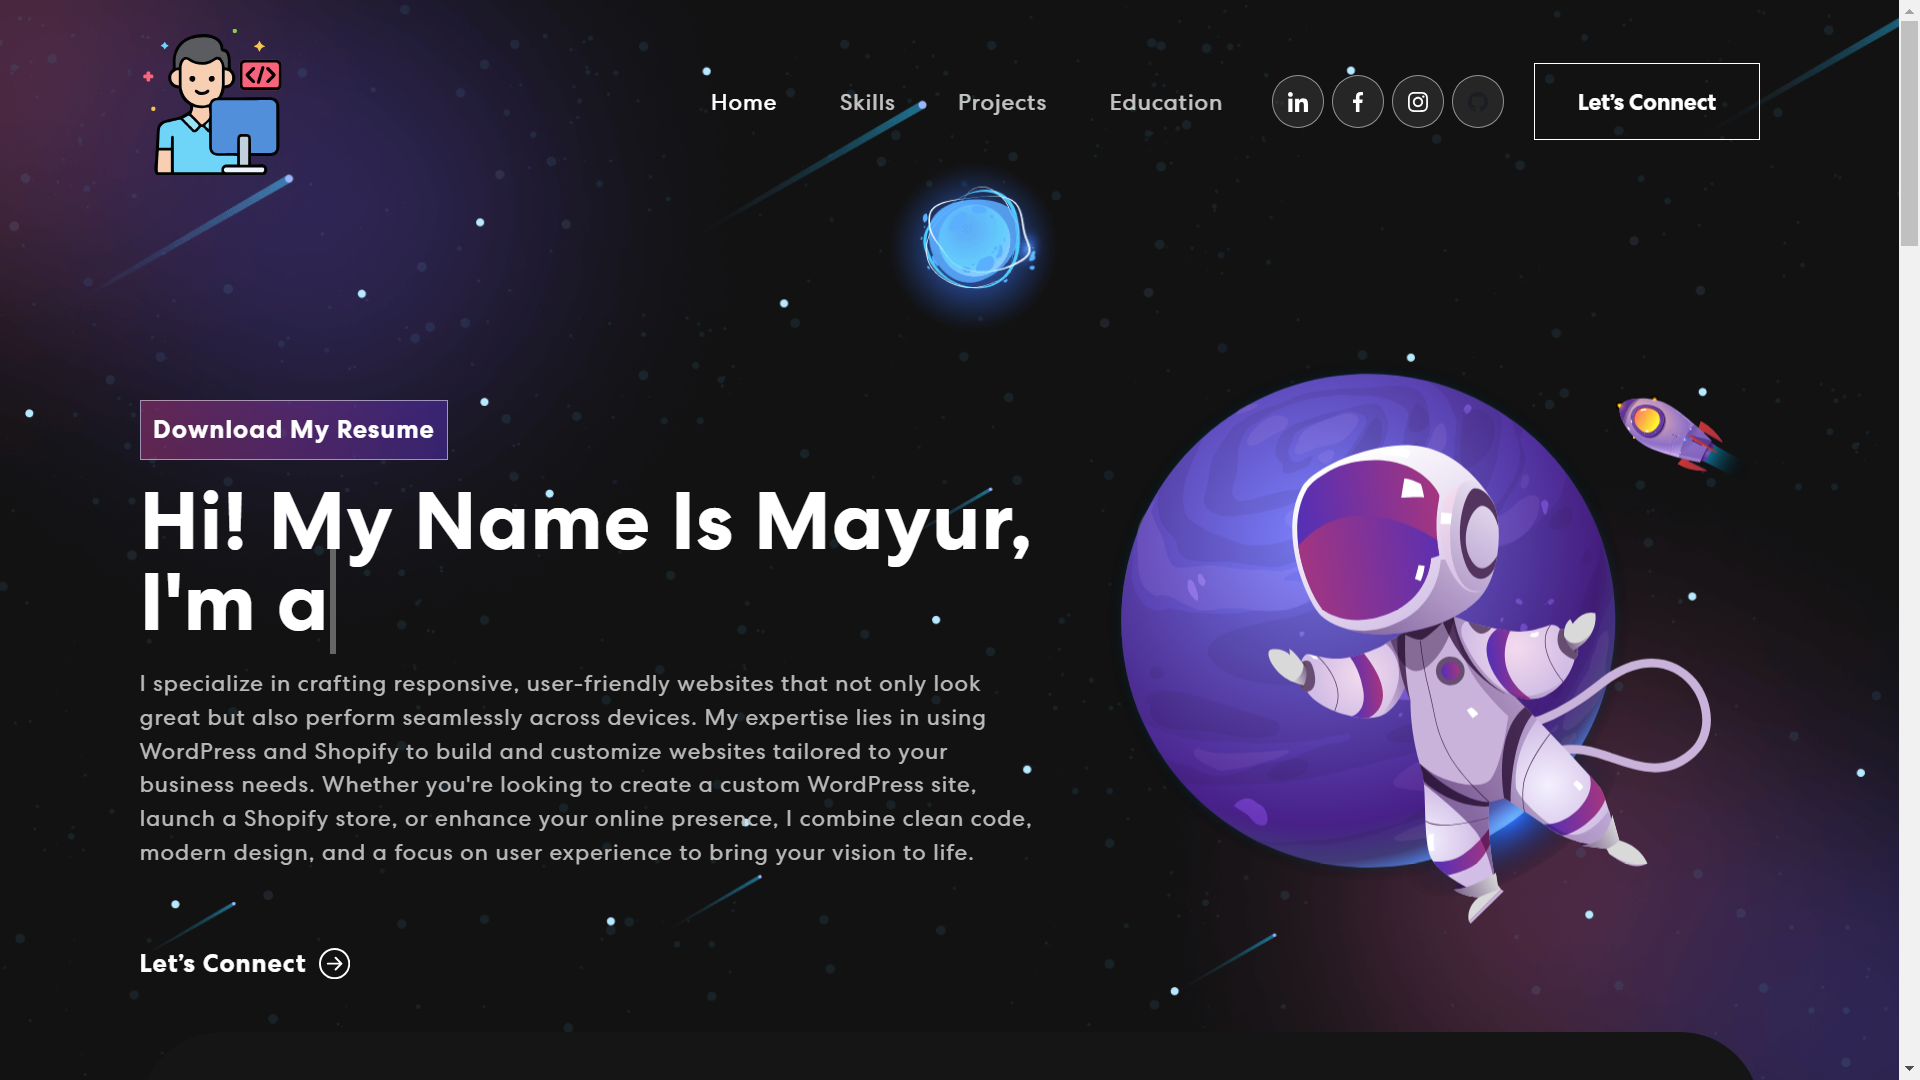 </>
Home
Skills
Projects
Education
in
f
Let's Connect
Download My Resume
Hi! My Name Is Mayur,
I'm a
I specialize in crafting responsive, user-friendly websites that not only look
great but also perform seamlessly across devices. My expertise lies in using
WordPress and Shopify to build and customize websites tailored to your
business needs. Whether you're looking to create a custom WordPress site,
launch a Shopify store, or enhance your online presence, I combine clean code,
modern design, and a focus on user experience to bring your vision to life.
Let's Connect